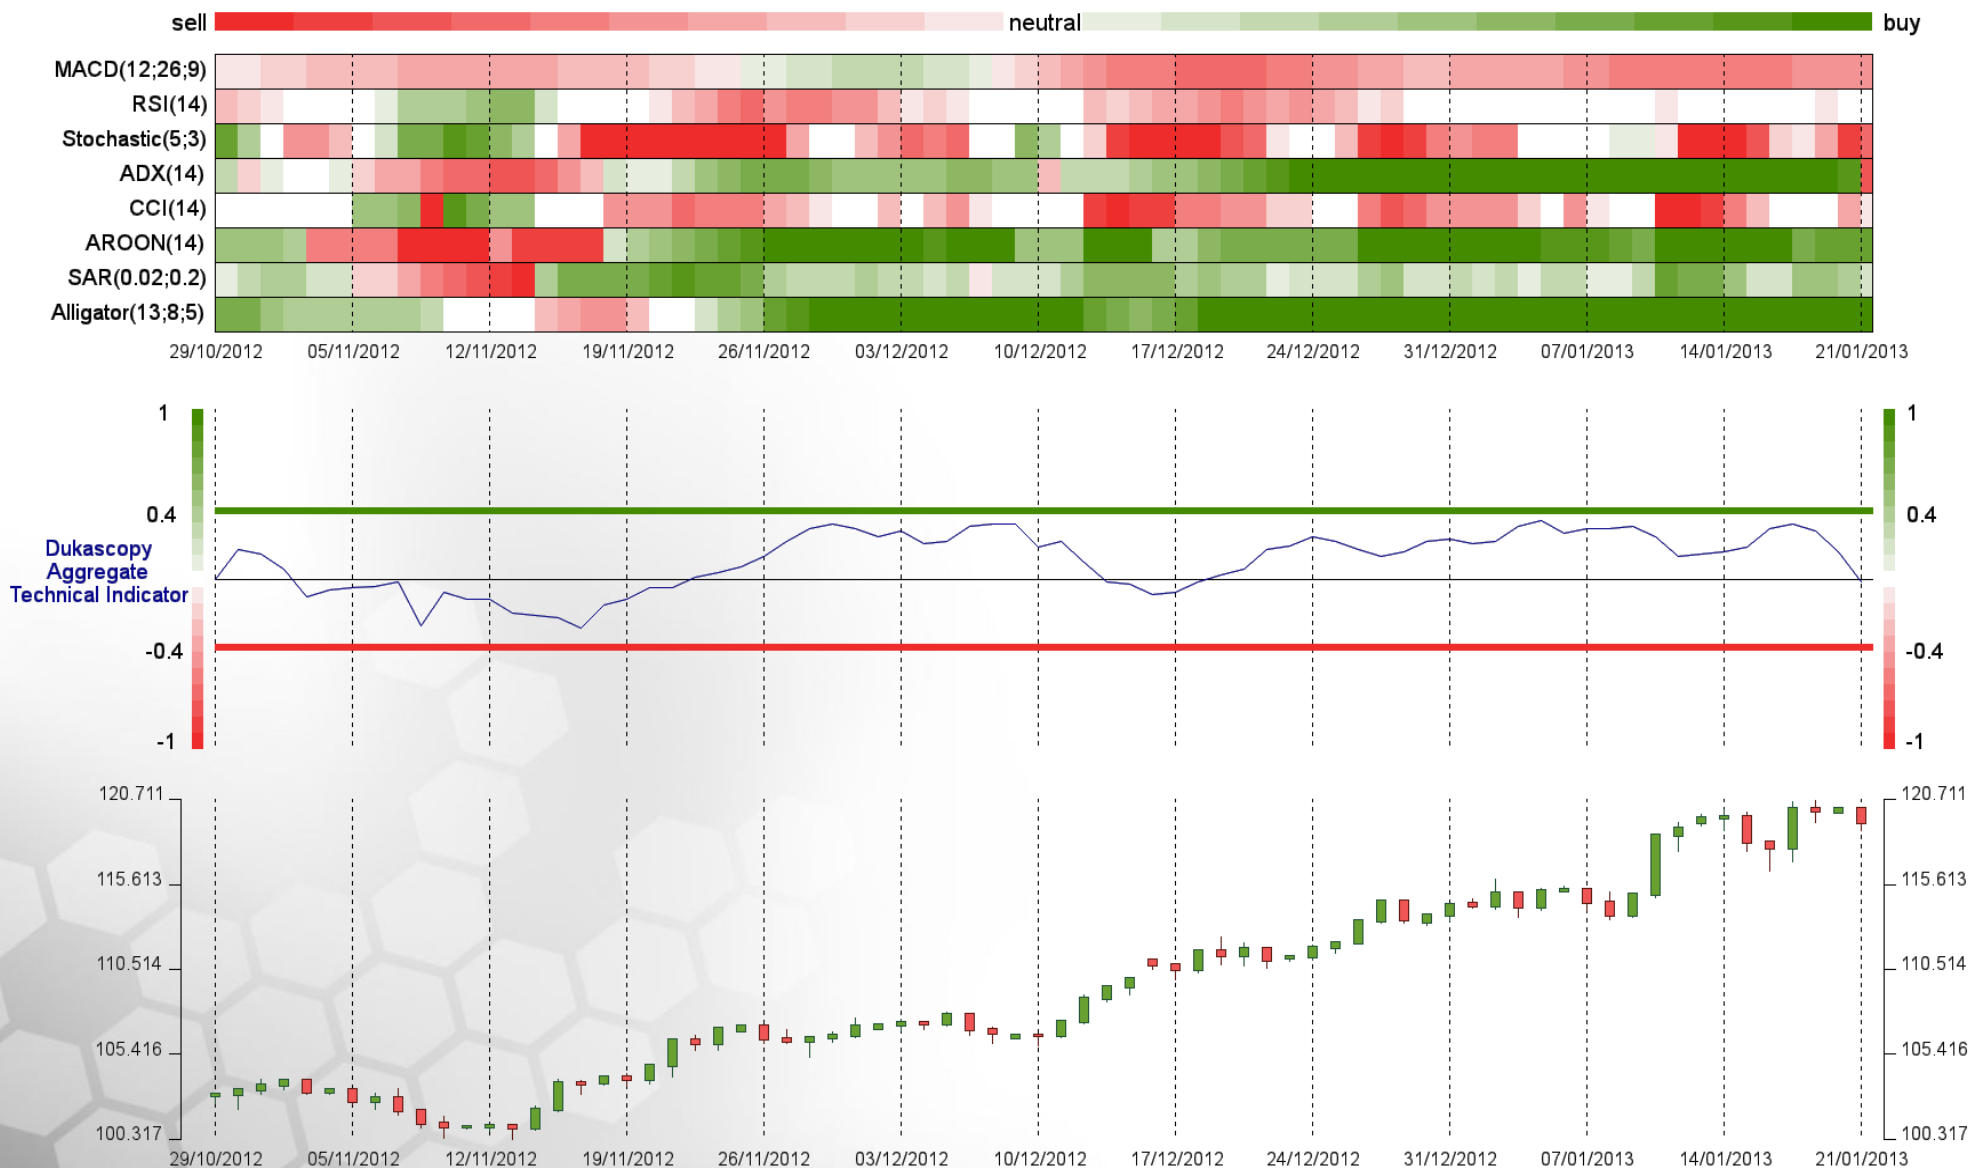 sell neutral buy
MACD(12;26;9)
RSI(14)
Stochastic(5;3)
ADX(14)
CCI(14)
AROON(14)
SAR(0.02;0.2)
Alligator(13;8;5)
29/10/2012 05/11/2012 12/11/2012 19/11/2012 26/11/2012 03/12/2012 10/12/2012 17/12/2012 24/12/2012 31/12/2012 07/01/2013 14/01/2013 21/01/2013
1 1
0.4 0.4
Dukascopy
Aggregate
Technical Indicator
-0.4 -0.4
-1 -1
120.711 120.711
115.613 115.613
110.514 110.514
105.416 105.416
100.317 100.317
29/10/2012 05/11/2012 12/11/2012 19/11/2012 26/11/2012 03/12/2012 10/12/2012 17/12/2012 24/12/2012 31/12/2012 07/01/2013 14/01/2013 21/01/2013